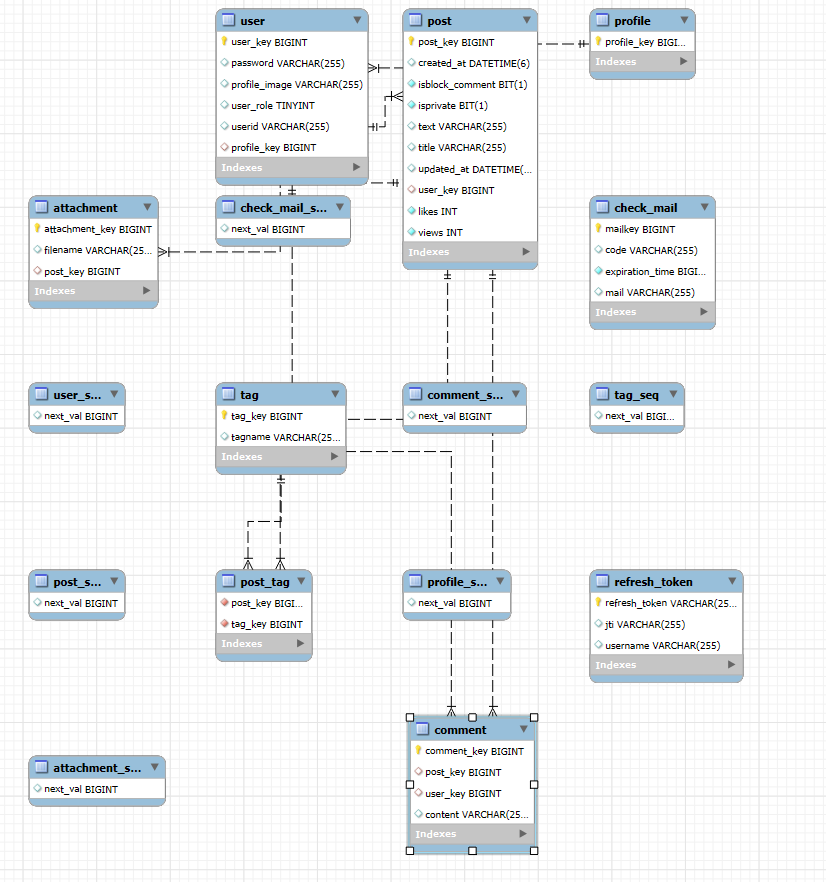 user
user_key BIGINT
password VARCHAR(255)
profile_image VARCHAR(255)
user_role TINYINT
userid VARCHAR(255)
profile_key BIGINT
Indexes
post
post_key BIGINT
created_at DATETIME(6)
isblock_comment BIT(1)
isprivate BIT(1)
text VARCHAR(255)
title VARCHAR(255)
updated_at DATETIME(...
user_key BIGINT
likes INT
views INT
Indexes
profile
profile_key BIGI...
Indexes
attachment
attachment_key BIGINT
filename VARCHAR(25...
post_key BIGINT
Indexes
check_mail_s...
next_val BIGINT
check_mail
mailkey BIGINT
code VARCHAR(255)
expiration_time BIGI...
mail VARCHAR(255)
Indexes
user_s...
next_val BIGINT
tag
tag_key BIGINT
tagname VARCHAR(25...
Indexes
comment_s...
next_val BIGINT
tag_seq
next_val BIGI...
post_s...
next_val BIGINT
post_tag
post_key BIGI...
tag_key BIGINT
Indexes
profile_s...
next_val BIGINT
refresh_token
refresh_token VARCHAR(25...
jti VARCHAR(255)
username VARCHAR(255)
Indexes
attachment_s...
next_val BIGINT
comment
comment_key BIGINT
post_key BIGINT
user_key BIGINT
content VARCHAR(25...
Indexes